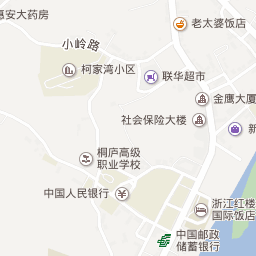 惠安大药房
老太婆饭店
小岭路
柯家湾小区
联华超市
金鹰大厦
社会保险大楼
新
桐庐高级
职业学校
中国人民银行
浙江红楼
国际饭店
中国邮政
储蓄银行